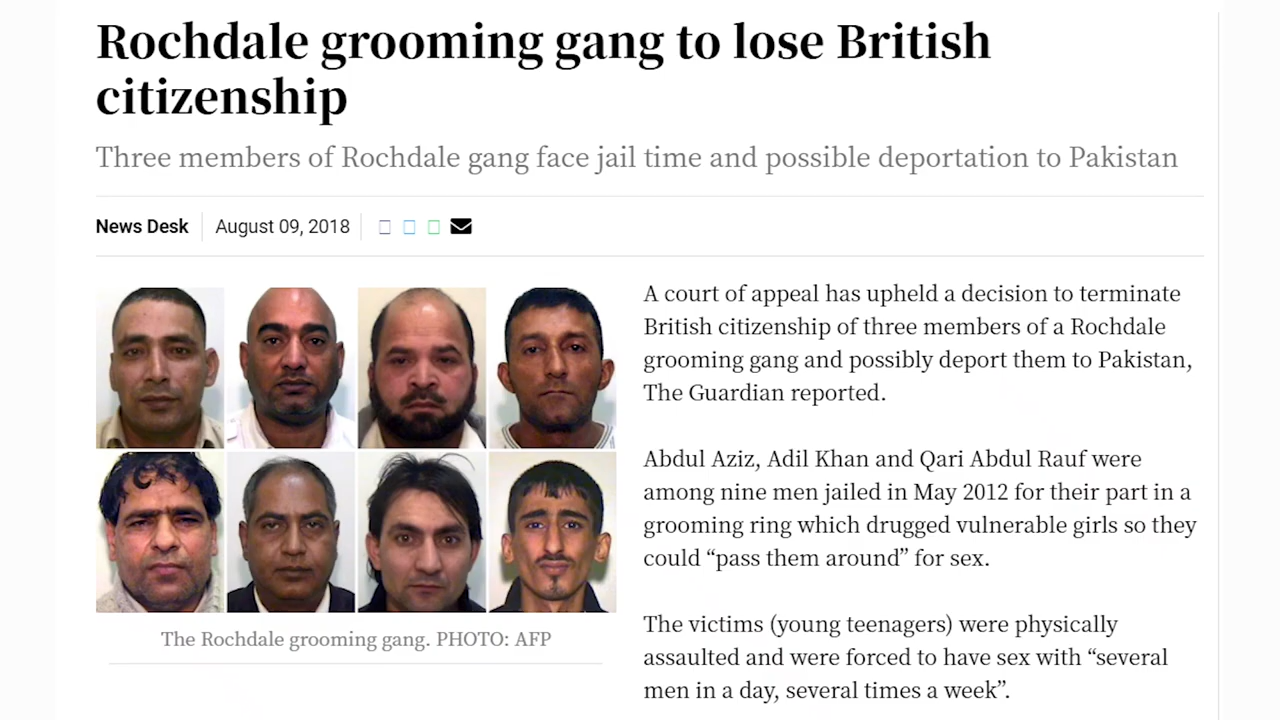 Rochdale grooming gang to lose British
citizenship
Three members of Rochdale gang face jail time and possible deportation to Pakistan
News Desk August 09, 2018
A court of appeal has upheld a decision to terminate
British citizenship of three members of a Rochdale
grooming gang and possibly deport them to Pakistan,
The Guardian reported.
Abdul Aziz, Adil Khan and Qari Abdul Rauf were
among nine men jailed in May 2012 for their part in a
grooming ring which drugged vulnerable girls so they
could “pass them around” for sex.
The victims (young teenagers) were physically
assaulted and were forced to have sex with “several
men in a day, several times a week”.
The Rochdale grooming gang. PHOTO: AFP